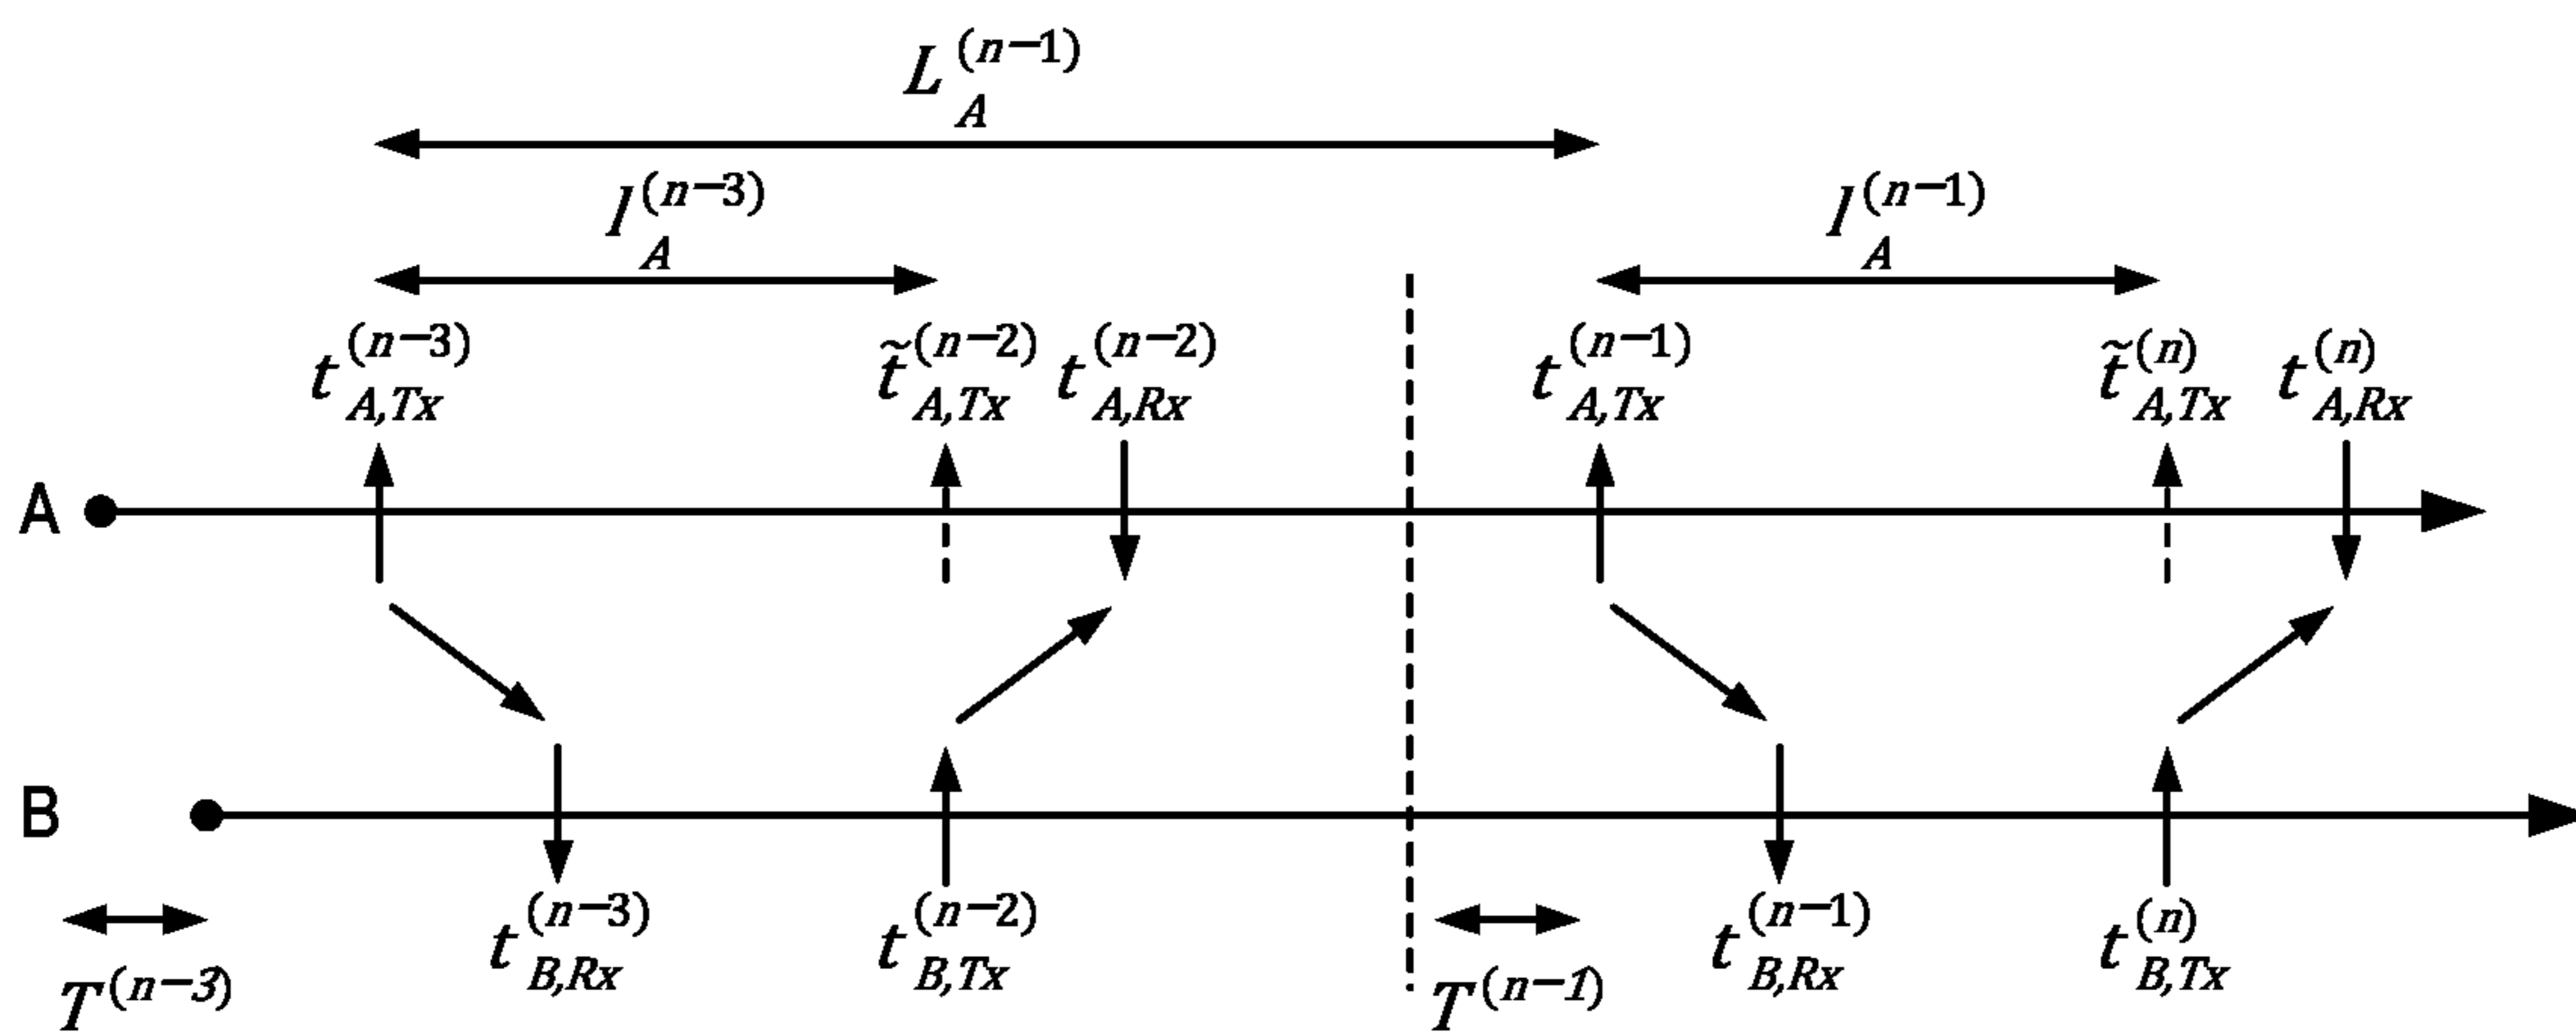 L_A^(n−1)
l_A^(n−3) l_A^(n−1)
t_A,Tx^(n−3) t̃_A,Tx^(n−2) t_A,Rx^(n−2) t_A,Tx^(n−1) t̃_A,Tx^(n) t_A,Rx^(n)
A
B
t_B,Rx^(n−3) t_B,Tx^(n−2) t_B,Rx^(n−1) t_B,Tx^(n)
T^(n−3) T^(n−1)